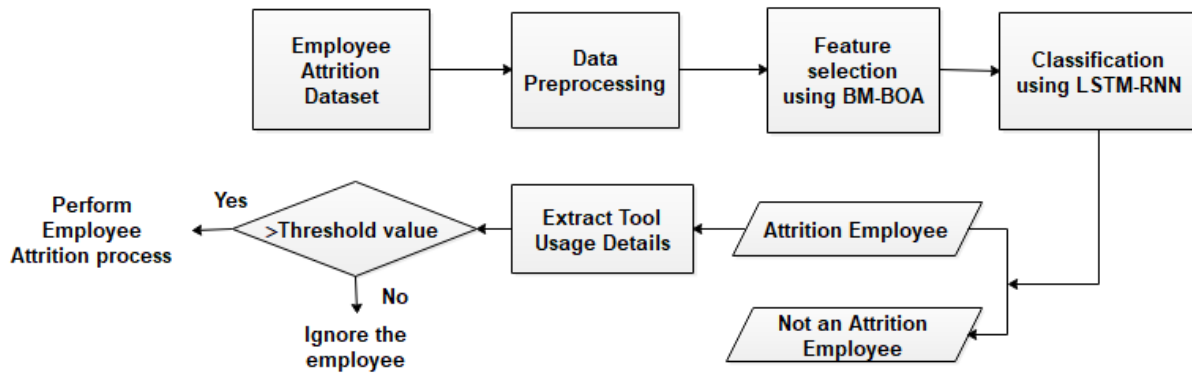 Employee
Attrition
Dataset
Data
Preprocessing
Feature
selection
using BM-BOA
Classification
using LSTM-RNN
Perform
Employee
Attrition process
Yes
>Threshold value
No
Ignore the
employee
Extract Tool
Usage Details
Attrition Employee
Not an Attrition
Employee